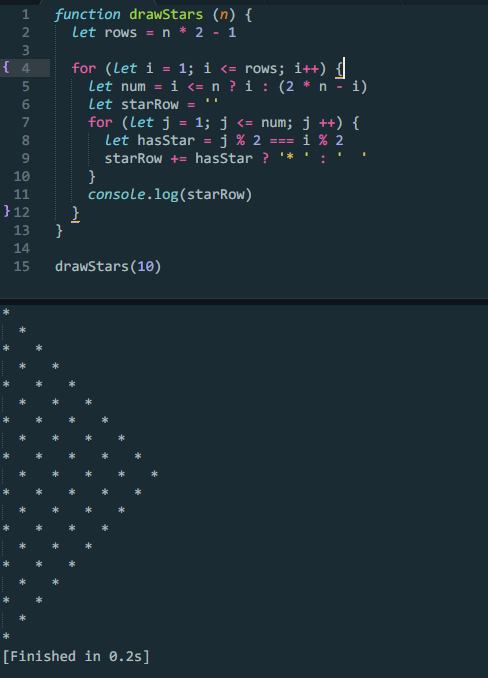 1 function drawStars (n) {
2   let rows = n * 2 - 1
3
{ 4   for (let i = 1; i <= rows; i++) {
5     let num = i <= n ? i : (2 * n - i)
6     let starRow = ''
7     for (let j = 1; j <= num; j ++) {
8       let hasStar = j % 2 === i % 2
9       starRow += hasStar ? '* ' : '  '
10     }
11     console.log(starRow)
} 12   }
13 }
14
15 drawStars(10)
*
  *
*   *
  *   *
*   *   *
  *   *   *
*   *   *   *
  *   *   *   *
*   *   *   *   *
  *   *   *   *   *
*   *   *   *   *
  *   *   *   *
*   *   *   *
  *   *   *
*   *   *
  *   *
*   *
  *
*
[Finished in 0.2s]